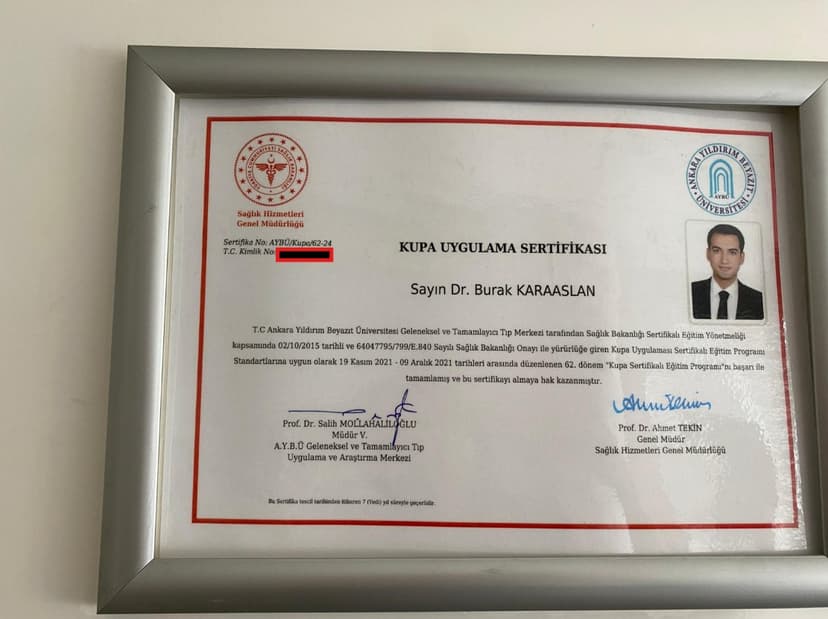 TÜRKİYE CUMHURİYETİ SAĞLIK BAKANLIĞI
Sağlık Hizmetleri
Genel Müdürlüğü
ANKARA YILDIRIM BEYAZIT ÜNİVERSİTESİ
AYBÜ
Sertifika No: AYBÜ/Kupa/62-24
T.C. Kimlik No:
KUPA UYGULAMA SERTİFİKASI
Sayın Dr. Burak KARAASLAN
T.C Ankara Yıldırım Beyazıt Üniversitesi Geleneksel ve Tamamlayıcı Tıp Merkezi tarafından Sağlık Bakanlığı Sertifikalı Eğitim Yönetmeliği
kapsamında 02/10/2015 tarihli ve 64047795/799/E.840 Sayılı Sağlık Bakanlığı Onayı ile yürürlüğe giren Kupa Uygulaması Sertifikalı Eğitim Programı
Standartlarına uygun olarak 19 Kasım 2021 - 09 Aralık 2021 tarihleri arasında düzenlenen 62. dönem "Kupa Sertifikalı Eğitim Programı"nı başarı ile
tamamlamış ve bu sertifikayı almaya hak kazanmıştır.
Prof. Dr. Salih MOLLAHALİLOĞLU
Müdür V.
A.Y.B.Ü Geleneksel ve Tamamlayıcı Tıp
Uygulama ve Araştırma Merkezi
Prof. Dr. Ahmet TEKİN
Genel Müdür
Sağlık Hizmetleri Genel Müdürlüğü
Bu Sertifika tescil tarihinden itibaren 7 (Yedi) yıl süreyle geçerlidir.